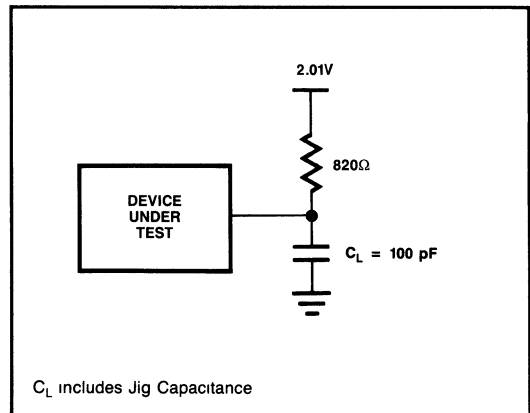 2.01V
820Ω
DEVICE
UNDER
TEST
C_L = 100 pF
C_L includes Jig Capacitance